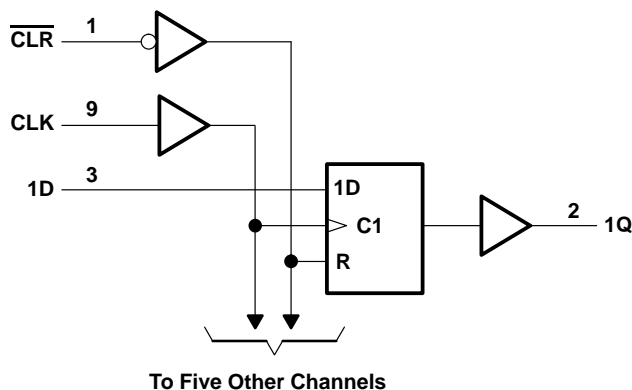 CLR 1
CLK 9
1D 3
1D
C1
R
2 1Q
To Five Other Channels